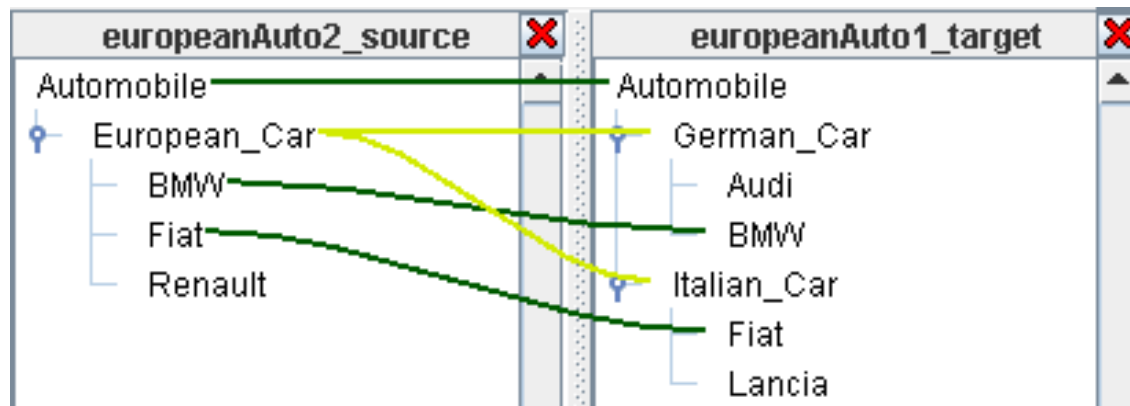 europeanAuto2_source
Automobile
European_Car
BMW
Fiat
Renault
europeanAuto1_target
Automobile
German_Car
Audi
BMW
Italian_Car
Fiat
Lancia